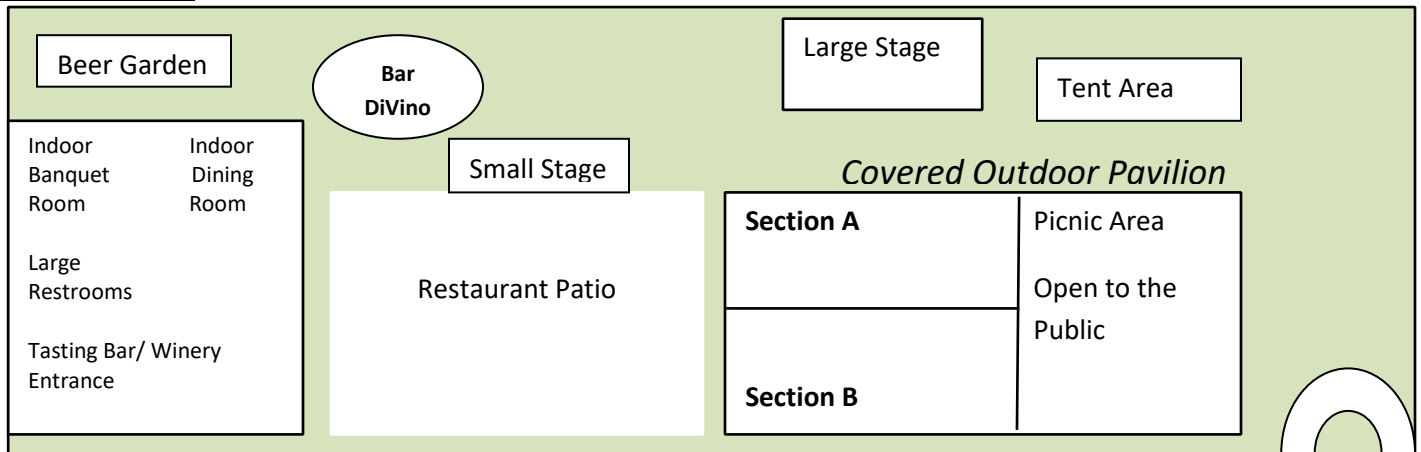 Beer Garden
Bar
DiVino
Large Stage
Tent Area
Indoor Indoor
Banquet Dining
Room Room
Large
Restrooms
Tasting Bar/ Winery
Entrance
Small Stage
Restaurant Patio
Covered Outdoor Pavilion
Section A
Section B
Picnic Area
Open to the
Public